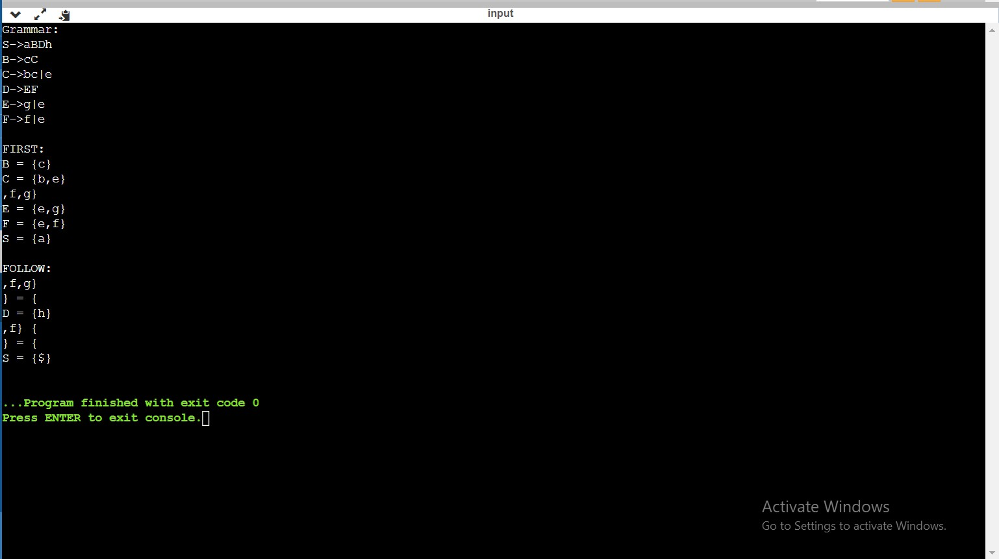 input
Grammar:
S->aBDh
B->cC
C->bc|e
D->EF
E->g|e
F->f|e
FIRST:
B = {c}
C = {b,e}
,f,g}
E = {e,g}
F = {e,f}
S = {a}
FOLLOW:
,f,g}
} = {
D = {h}
,f} {
} = {
S = {$}
...Program finished with exit code 0
Press ENTER to exit console.
Activate Windows
Go to Settings to activate Windows.